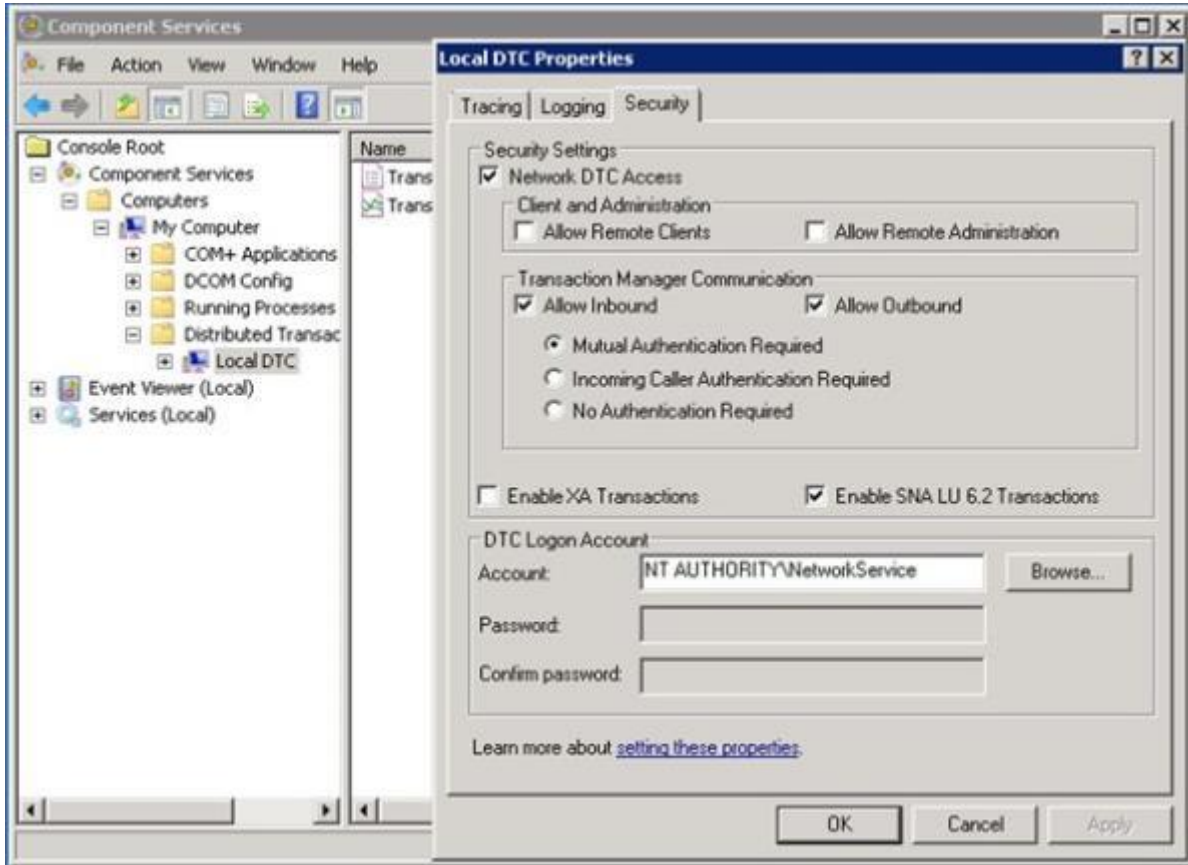 Component Services
File Action View Window Help
Console Root
Component Services
Computers
My Computer
COM+ Applications
DCOM Config
Running Processes
Distributed Transac
Local DTC
Event Viewer (Local)
Services (Local)
Name
Trans
Trans
Local DTC Properties
Tracing Logging Security
Security Settings
Network DTC Access
Client and Administration
Allow Remote Clients Allow Remote Administration
Transaction Manager Communication
Allow Inbound Allow Outbound
Mutual Authentication Required
Incoming Caller Authentication Required
No Authentication Required
Enable XA Transactions Enable SNA LU 6.2 Transactions
DTC Logon Account
Account: NT AUTHORITY\NetworkService Browse...
Password:
Confirm password:
Learn more about setting these properties.
OK Cancel Apply